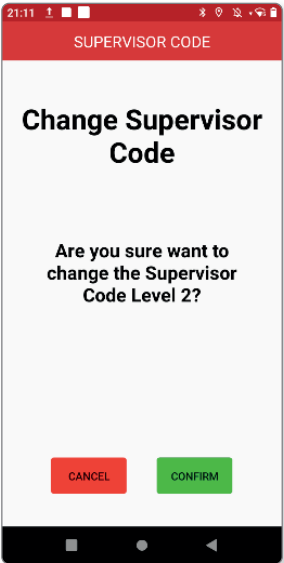 21:11
SUPERVISOR CODE
Change Supervisor
Code
Are you sure want to
change the Supervisor
Code Level 2?
CANCEL CONFIRM